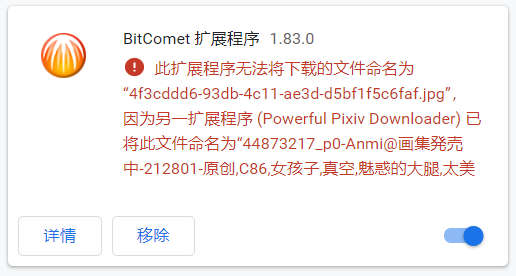 BitComet 扩展程序 1.83.0
此扩展程序无法将下载的文件命名为
“4f3cddd6-93db-4c11-ae3d-d5bf1f5c6faf.jpg”，
因为另一扩展程序 (Powerful Pixiv Downloader) 已
将此文件命名为“44873217_p0-Anmi@画集発売
中-212801-原创,C86,女孩子,真空,魅惑的大腿,太美
详情 移除